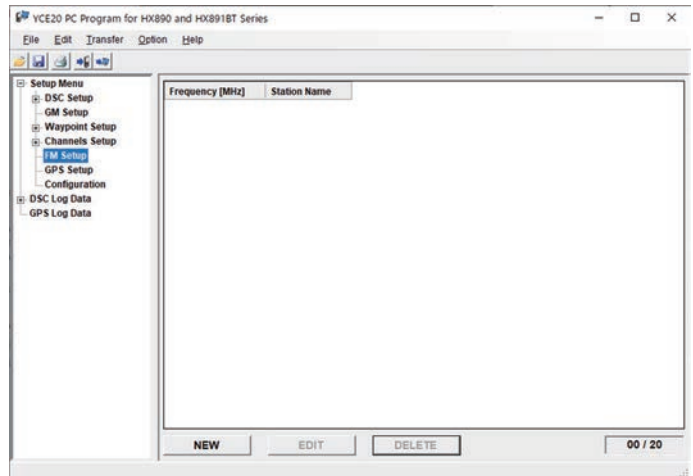 YCE20 PC Program for HX890 and HX891BT Series
File Edit Transfer Option Help
Setup Menu
DSC Setup
GM Setup
Waypoint Setup
Channels Setup
FM Setup
GPS Setup
Configuration
DSC Log Data
GPS Log Data
Frequency [MHz] Station Name
NEW EDIT DELETE 00 / 20